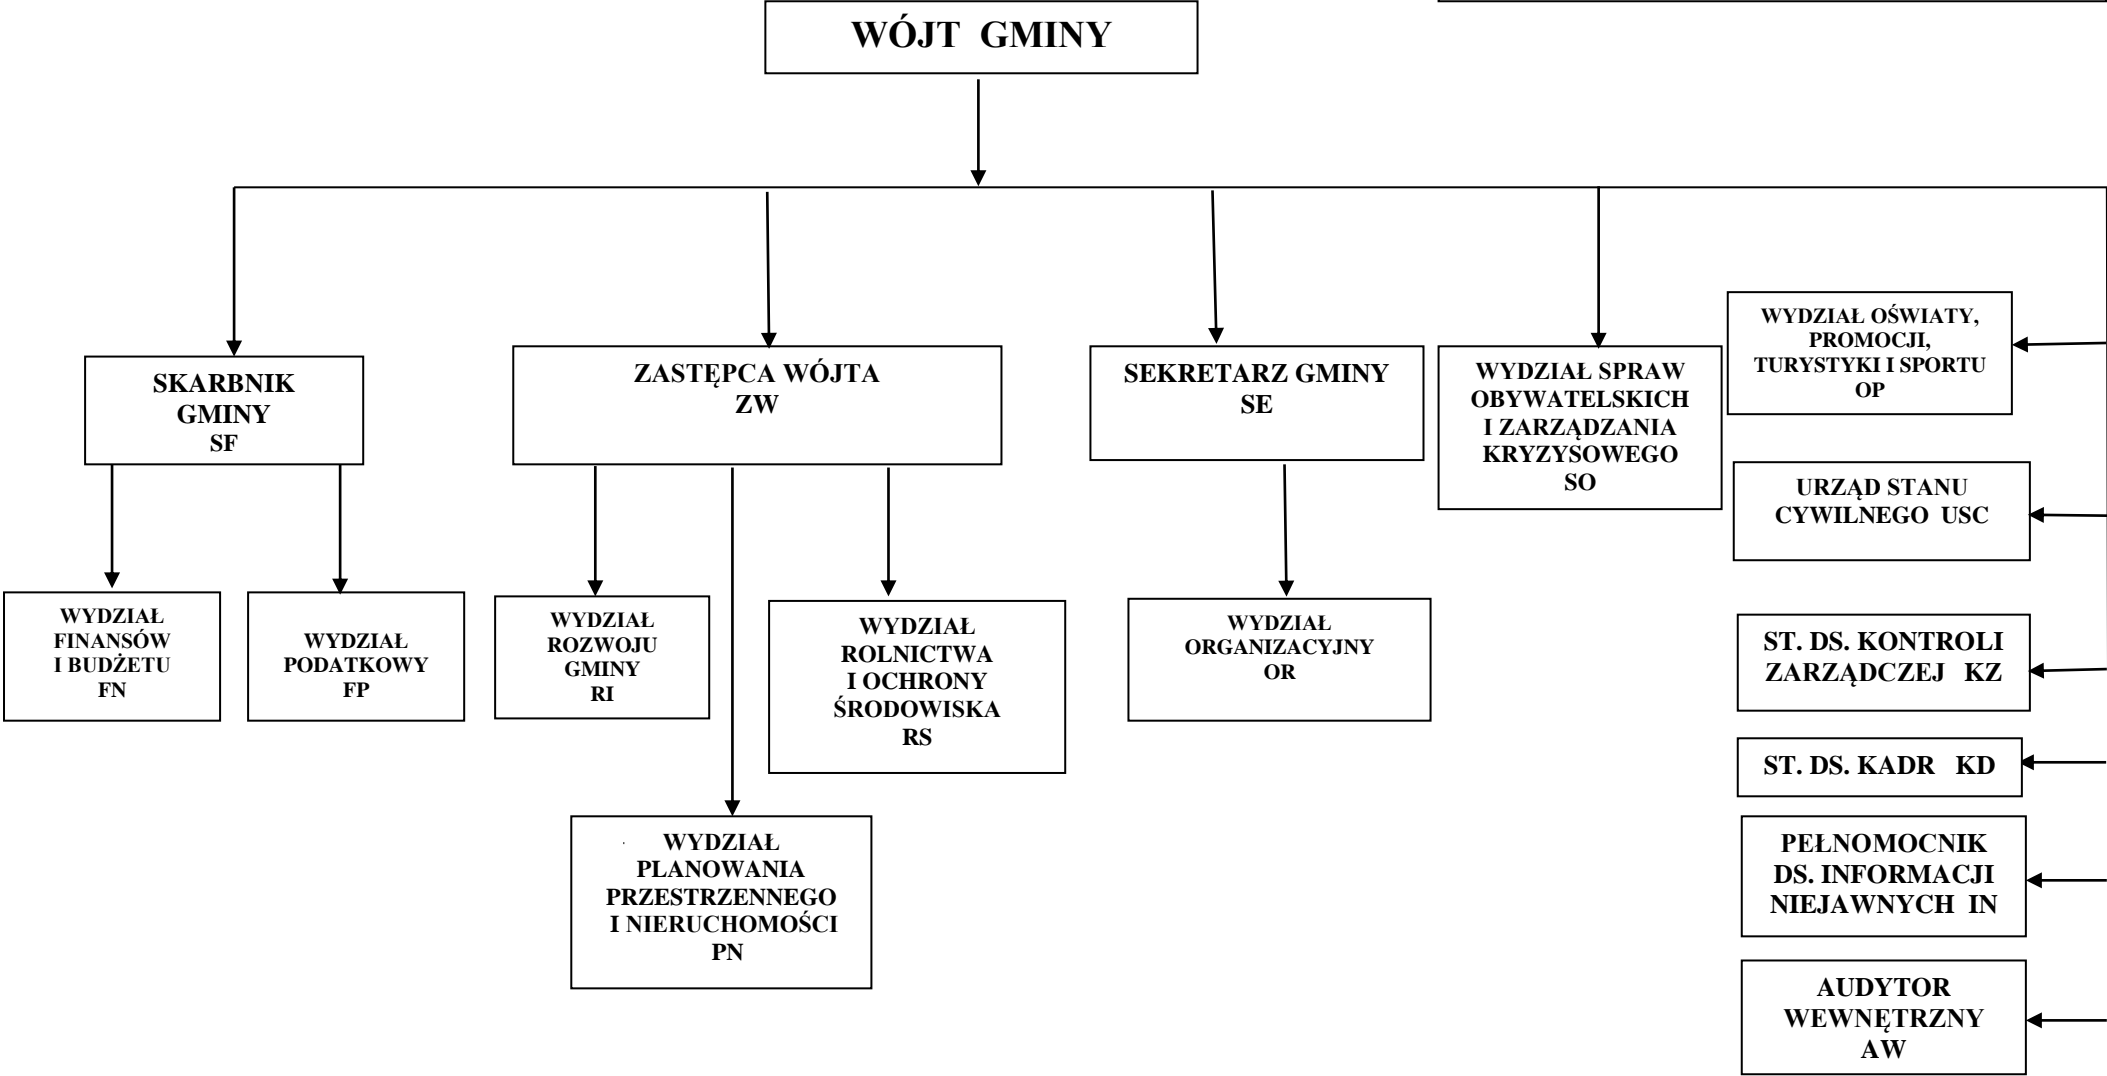 WÓJT GMINY
SKARBNIK
GMINY
SF
ZASTĘPCA WÓJTA
ZW
SEKRETARZ GMINY
SE
WYDZIAŁ SPRAW
OBYWATELSKICH
I ZARZĄDZANIA
KRYZYSOWEGO
SO
WYDZIAŁ OŚWIATY,
PROMOCJI,
TURYSTYKI I SPORTU
OP
URZĄD STANU
CYWILNEGO USC
WYDZIAŁ
FINANSÓW
I BUDŻETU
FN
WYDZIAŁ
PODATKOWY
FP
WYDZIAŁ
ROZWOJU
GMINY
RI
WYDZIAŁ
ROLNICTWA
I OCHRONY
ŚRODOWISKA
RS
WYDZIAŁ
ORGANIZACYJNY
OR
ST. DS. KONTROLI
ZARZĄDCZEJ KZ
ST. DS. KADR KD
WYDZIAŁ
PLANOWANIA
PRZESTRZENNEGO
I NIERUCHOMOŚCI
PN
PEŁNOMOCNIK
DS. INFORMACJI
NIEJAWNYCH IN
AUDYTOR
WEWNĘTRZNY
AW